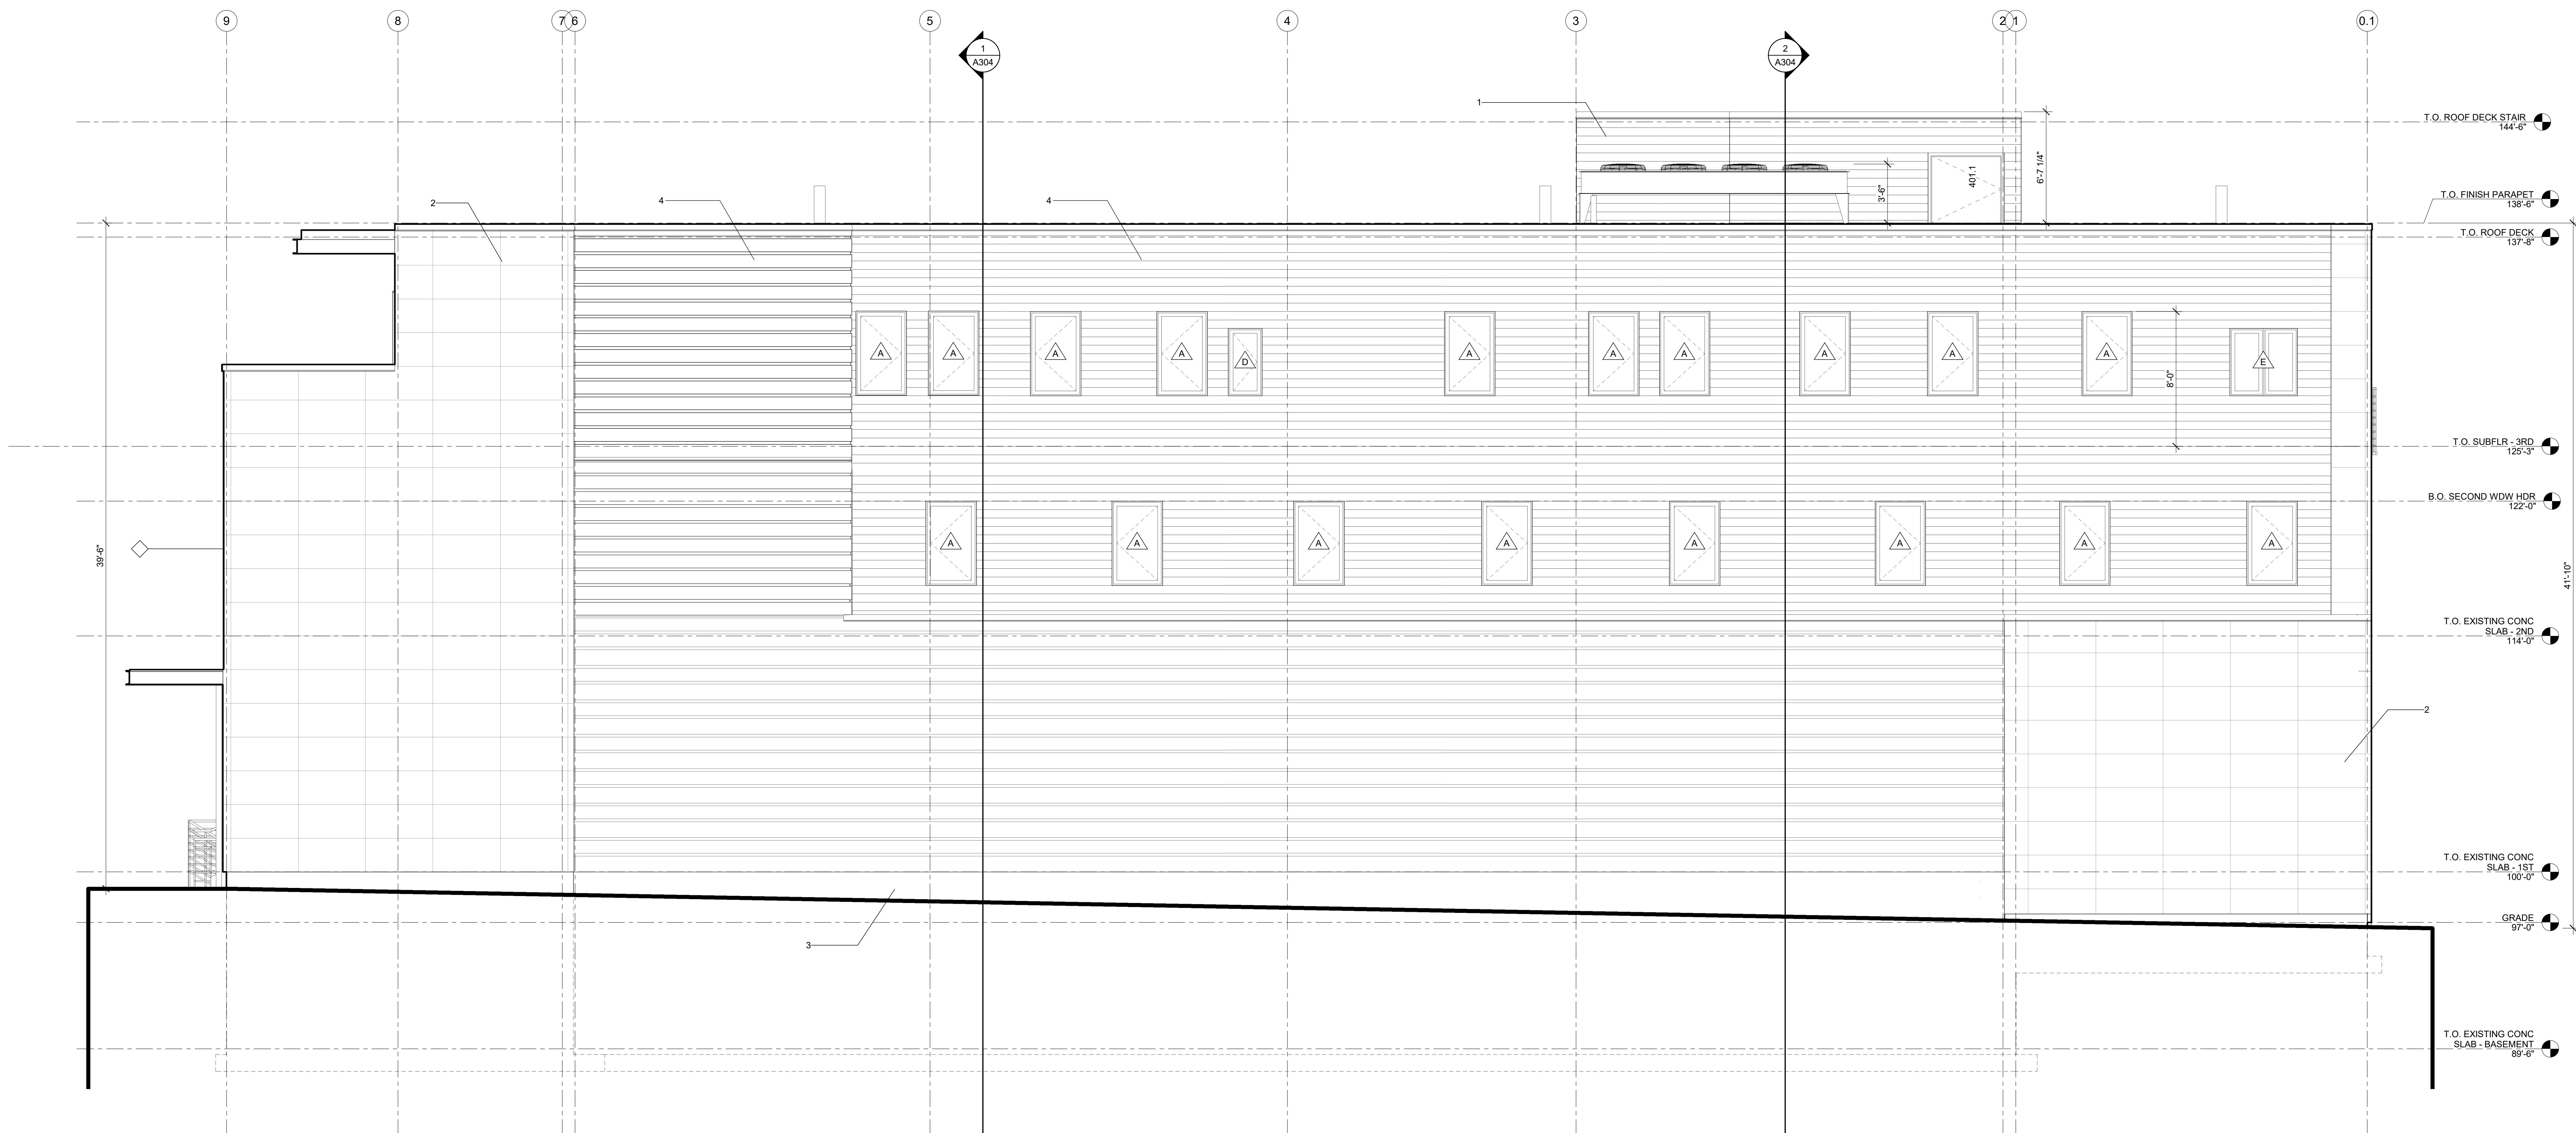 9 8 7 6 5 4 3 2 1 0.1
1
A304
2
A304
1
T.O. ROOF DECK STAIR
144'-6"
6'-7 1/4"
401.1
3'-6"
T.O. FINISH PARAPET
138'-6"
2
4
4
T.O. ROOF DECK
137'-8"
A A A A D A A A A A A E
8'-0"
T.O. SUBFLR - 3RD
125'-3"
B.O. SECOND WDW HDR
122'-0"
A A A A A A A A
39'-6"
41'-10"
T.O. EXISTING CONC
SLAB - 2ND
114'-0"
2
T.O. EXISTING CONC
SLAB - 1ST
100'-0"
GRADE
97'-0"
3
T.O. EXISTING CONC
SLAB - BASEMENT
89'-6"